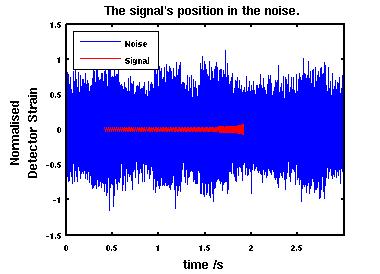 The signal's position in the noise.
1.5
1
0.5
0
-0.5
-1
-1.5
Normalised
Detector Strain
Noise
Signal
0 0.5 1 1.5 2 2.5
time /s